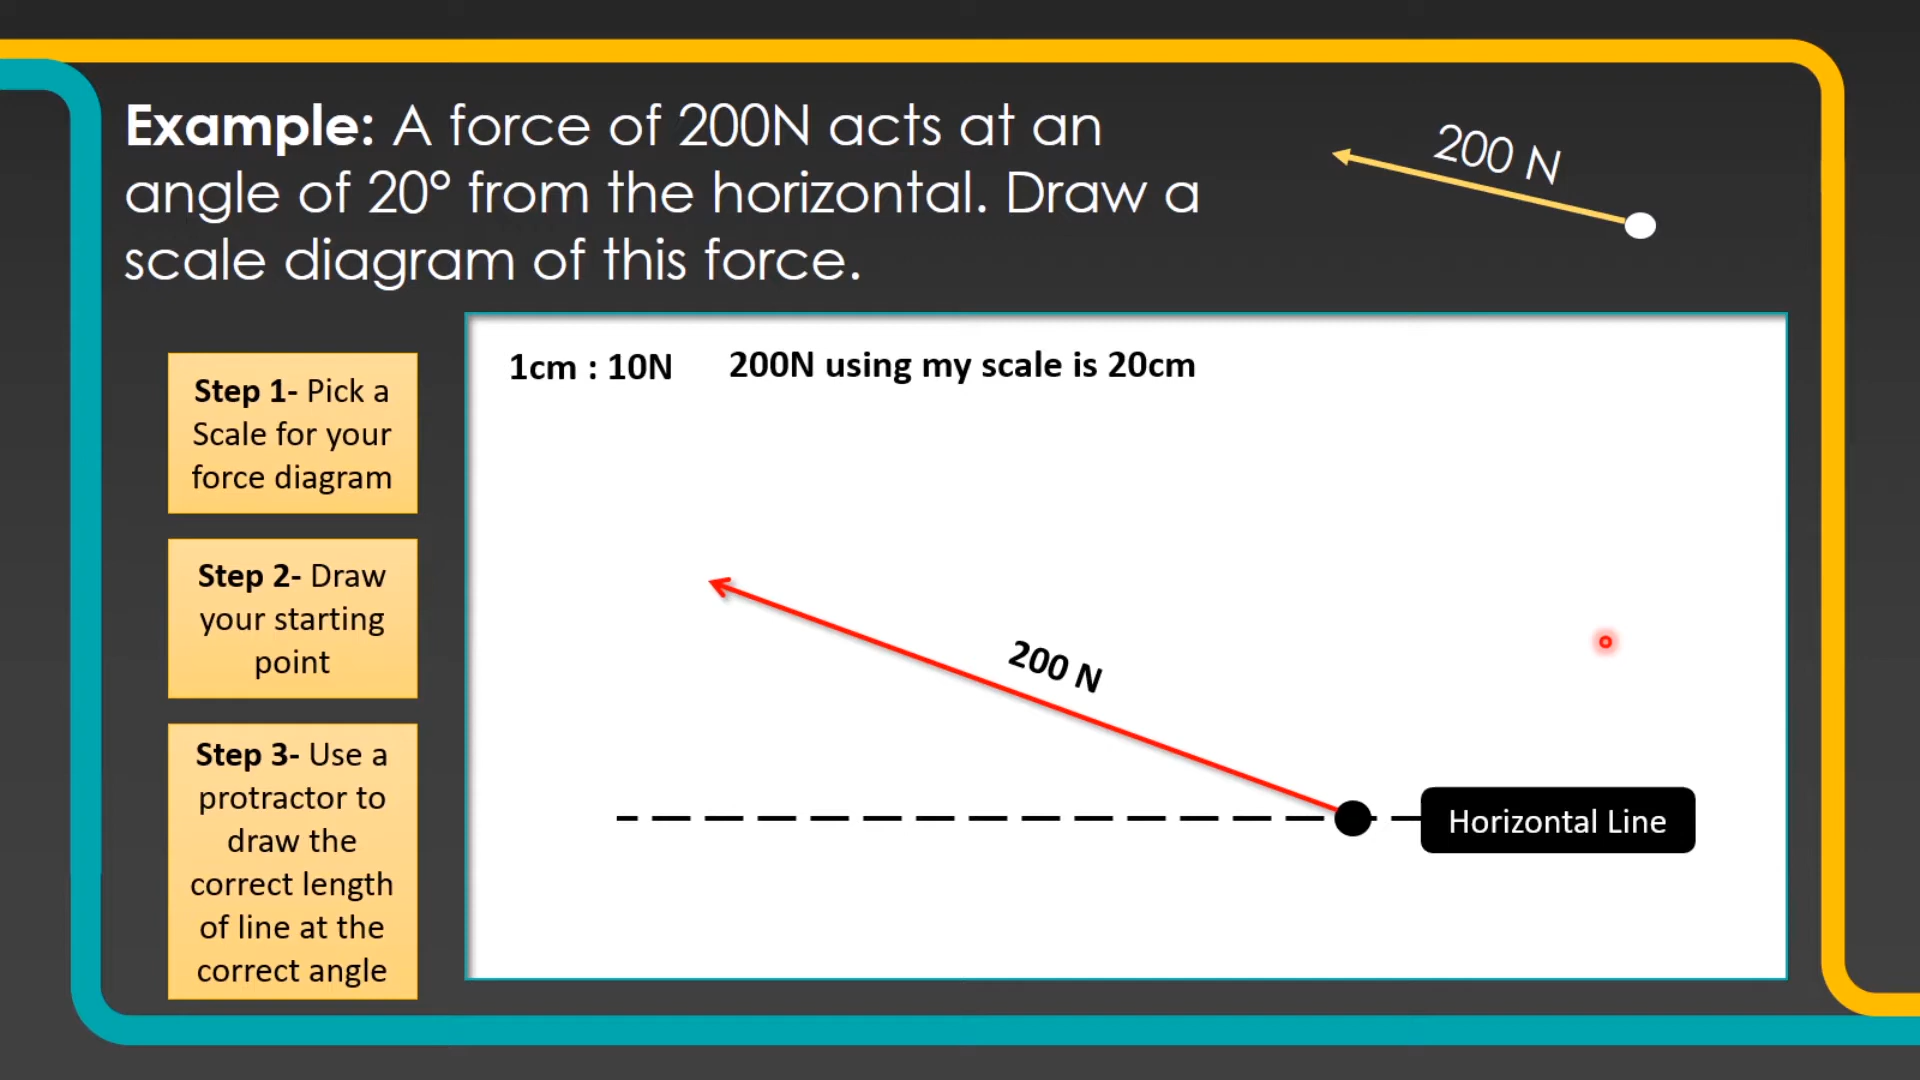 Example: A force of 200N acts at an
angle of 20° from the horizontal. Draw a
scale diagram of this force.
200 N
1cm : 10N
200N using my scale is 20cm
Step 1- Pick a
Scale for your
force diagram
Step 2- Draw
your starting
point
Step 3- Use a
protractor to
draw the
correct length
of line at the
correct angle
200 N
Horizontal Line